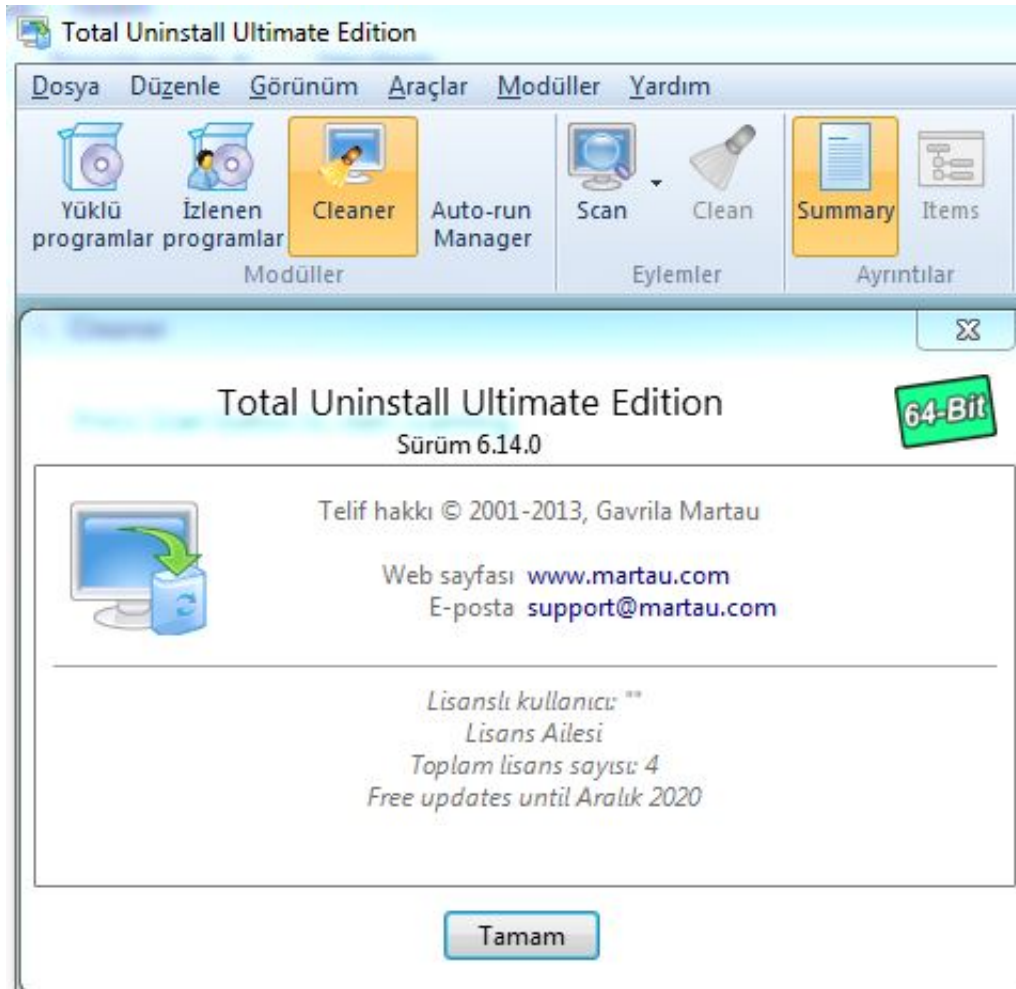 Total Uninstall Ultimate Edition
Dosya Düzenle Görünüm Araçlar Modüller Yardım
Yüklü programlar
İzlenen programlar
Cleaner
Auto-run Manager
Scan
Clean
Summary
Items
Modüller
Eylemler
Ayrıntılar
Cleaner
Total Uninstall Ultimate Edition
64-Bit
Sürüm 6.14.0
Telif hakkı © 2001-2013, Gavrila Martau
Web sayfası www.martau.com
E-posta support@martau.com
Lisanslı kullanıcı: ""
Lisans Ailesi
Toplam lisans sayısı: 4
Free updates until Aralık 2020
Tamam